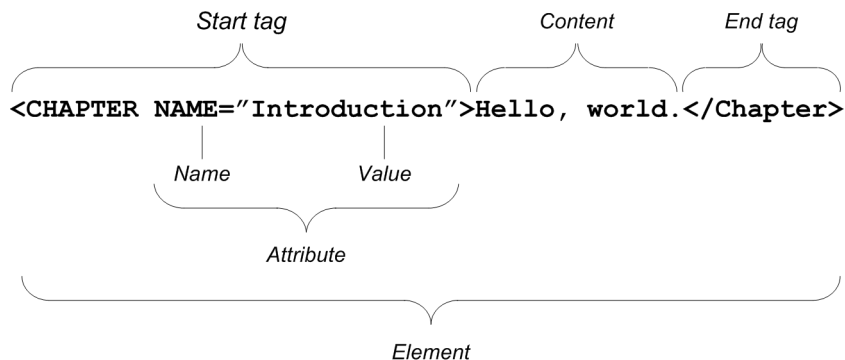 Start tag Content End tag
<CHAPTER NAME=”Introduction”>Hello, world.</Chapter>
Name Value
Attribute
Element